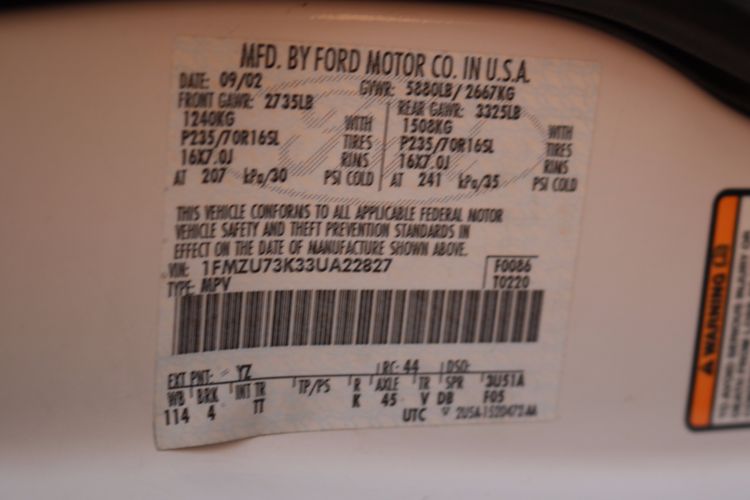 MFD. BY FORD MOTOR CO. IN U.S.A.
DATE: 09/02 GVWR: 5880LB/2667KG
FRONT GAWR: 2735LB REAR GAWR: 3325LB
1240KG WITH 1508KG WITH
P235/70R16SL TIRES P235/70R16SL TIRES
16X7.0J RIMS 16X7.0J RIMS
AT 207 kPa/30 PSI COLD AT 241 kPa/35 PSI COLD
THIS VEHICLE CONFORMS TO ALL APPLICABLE FEDERAL MOTOR
VEHICLE SAFETY AND THEFT PREVENTION STANDARDS IN
EFFECT ON THE DATE OF MANUFACTURE SHOWN ABOVE.
VIN: 1FMZU73K33UA22827 F0086
TYPE: MPV T0220
EXT PNT: YZ RC: 44 DSO:
WB BRK INT TR TP/PS R AXLE TR SPR 3U51A
114 4 TT K 45 V DB F05
UTC
WARNING